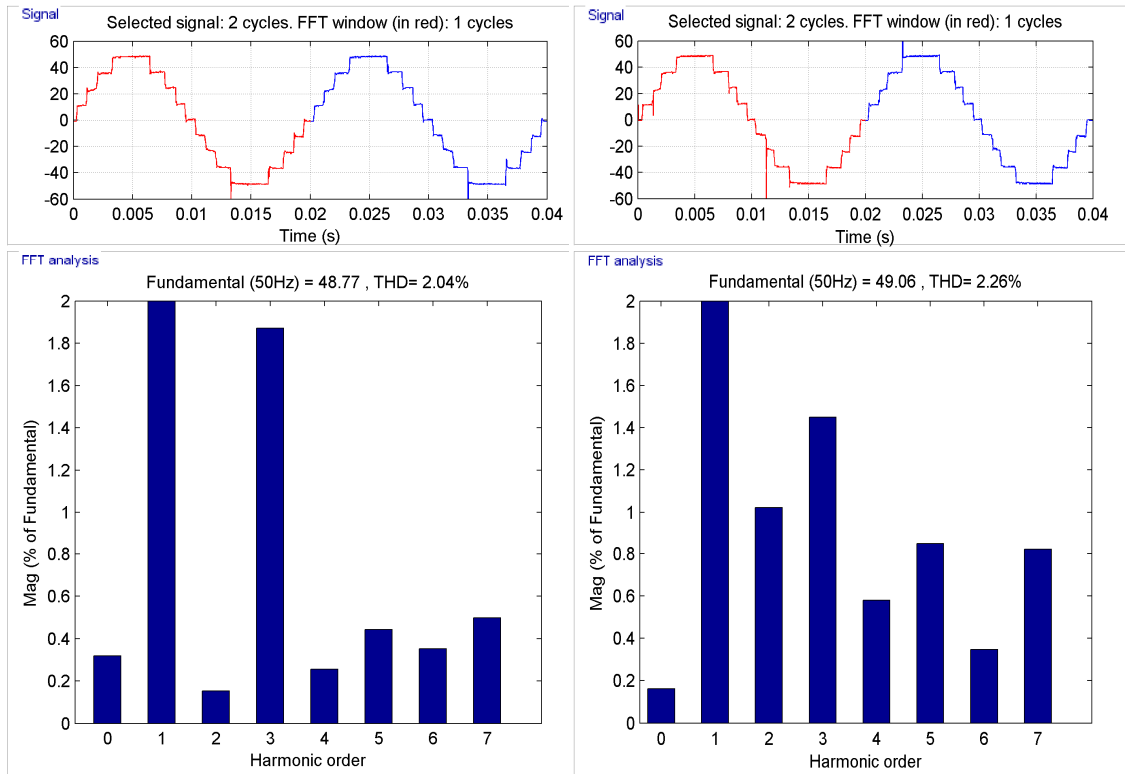 Signal
Selected signal: 2 cycles. FFT window (in red): 1 cycles
60
40
20
0
-20
-40
-60
0 0.005 0.01 0.015 0.02 0.025 0.03 0.035 0.04
Time (s)
FFT analysis
Fundamental (50Hz) = 48.77 , THD= 2.04%
Mag (% of Fundamental)
2
1.8
1.6
1.4
1.2
1
0.8
0.6
0.4
0.2
0
0 1 2 3 4 5 6 7
Harmonic order
Signal
Selected signal: 2 cycles. FFT window (in red): 1 cycles
60
40
20
0
-20
-40
-60
0 0.005 0.01 0.015 0.02 0.025 0.03 0.035 0.04
Time (s)
FFT analysis
Fundamental (50Hz) = 49.06 , THD= 2.26%
Mag (% of Fundamental)
2
1.8
1.6
1.4
1.2
1
0.8
0.6
0.4
0.2
0
0 1 2 3 4 5 6 7
Harmonic order